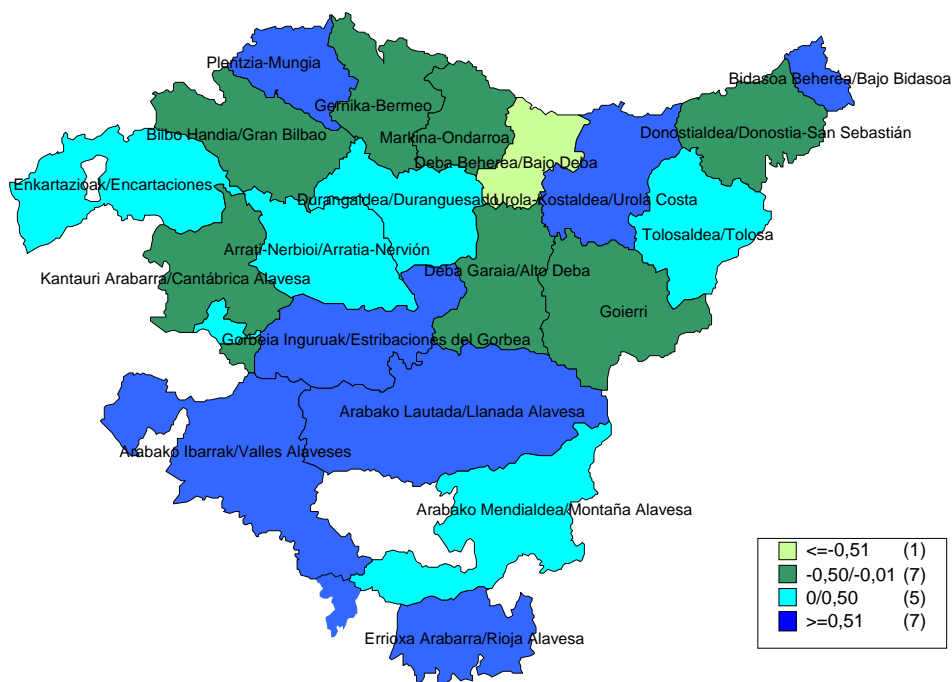 Plentzia-Mungia
Bidasoa Beherea/Bajo Bidasoa
Gernika-Bermeo
Bilbo Handia/Gran Bilbao
Markina-Ondarroa
Donostialdea/Donostia-San Sebastián
Deba Beherea/Bajo Deba
Enkartazioak/Encartaciones
Durangaldea/Duranguesado
Urola-Kostaldea/Urola Costa
Tolosaldea/Tolosa
Arrati-Nerbioi/Arratia-Nervión
Kantauri Arabarra/Cantábrica Alavesa
Deba Garaia/Alto Deba
Goierri
Gorbeia Inguruak/Estribaciones del Gorbea
Arabako Lautada/Llanada Alavesa
Arabako Ibarrak/Valles Alaveses
Arabako Mendialdea/Montaña Alavesa
Errioxa Arabarra/Rioja Alavesa
<=-0,51 (1)
-0,50/-0,01 (7)
0/0,50 (5)
>=0,51 (7)